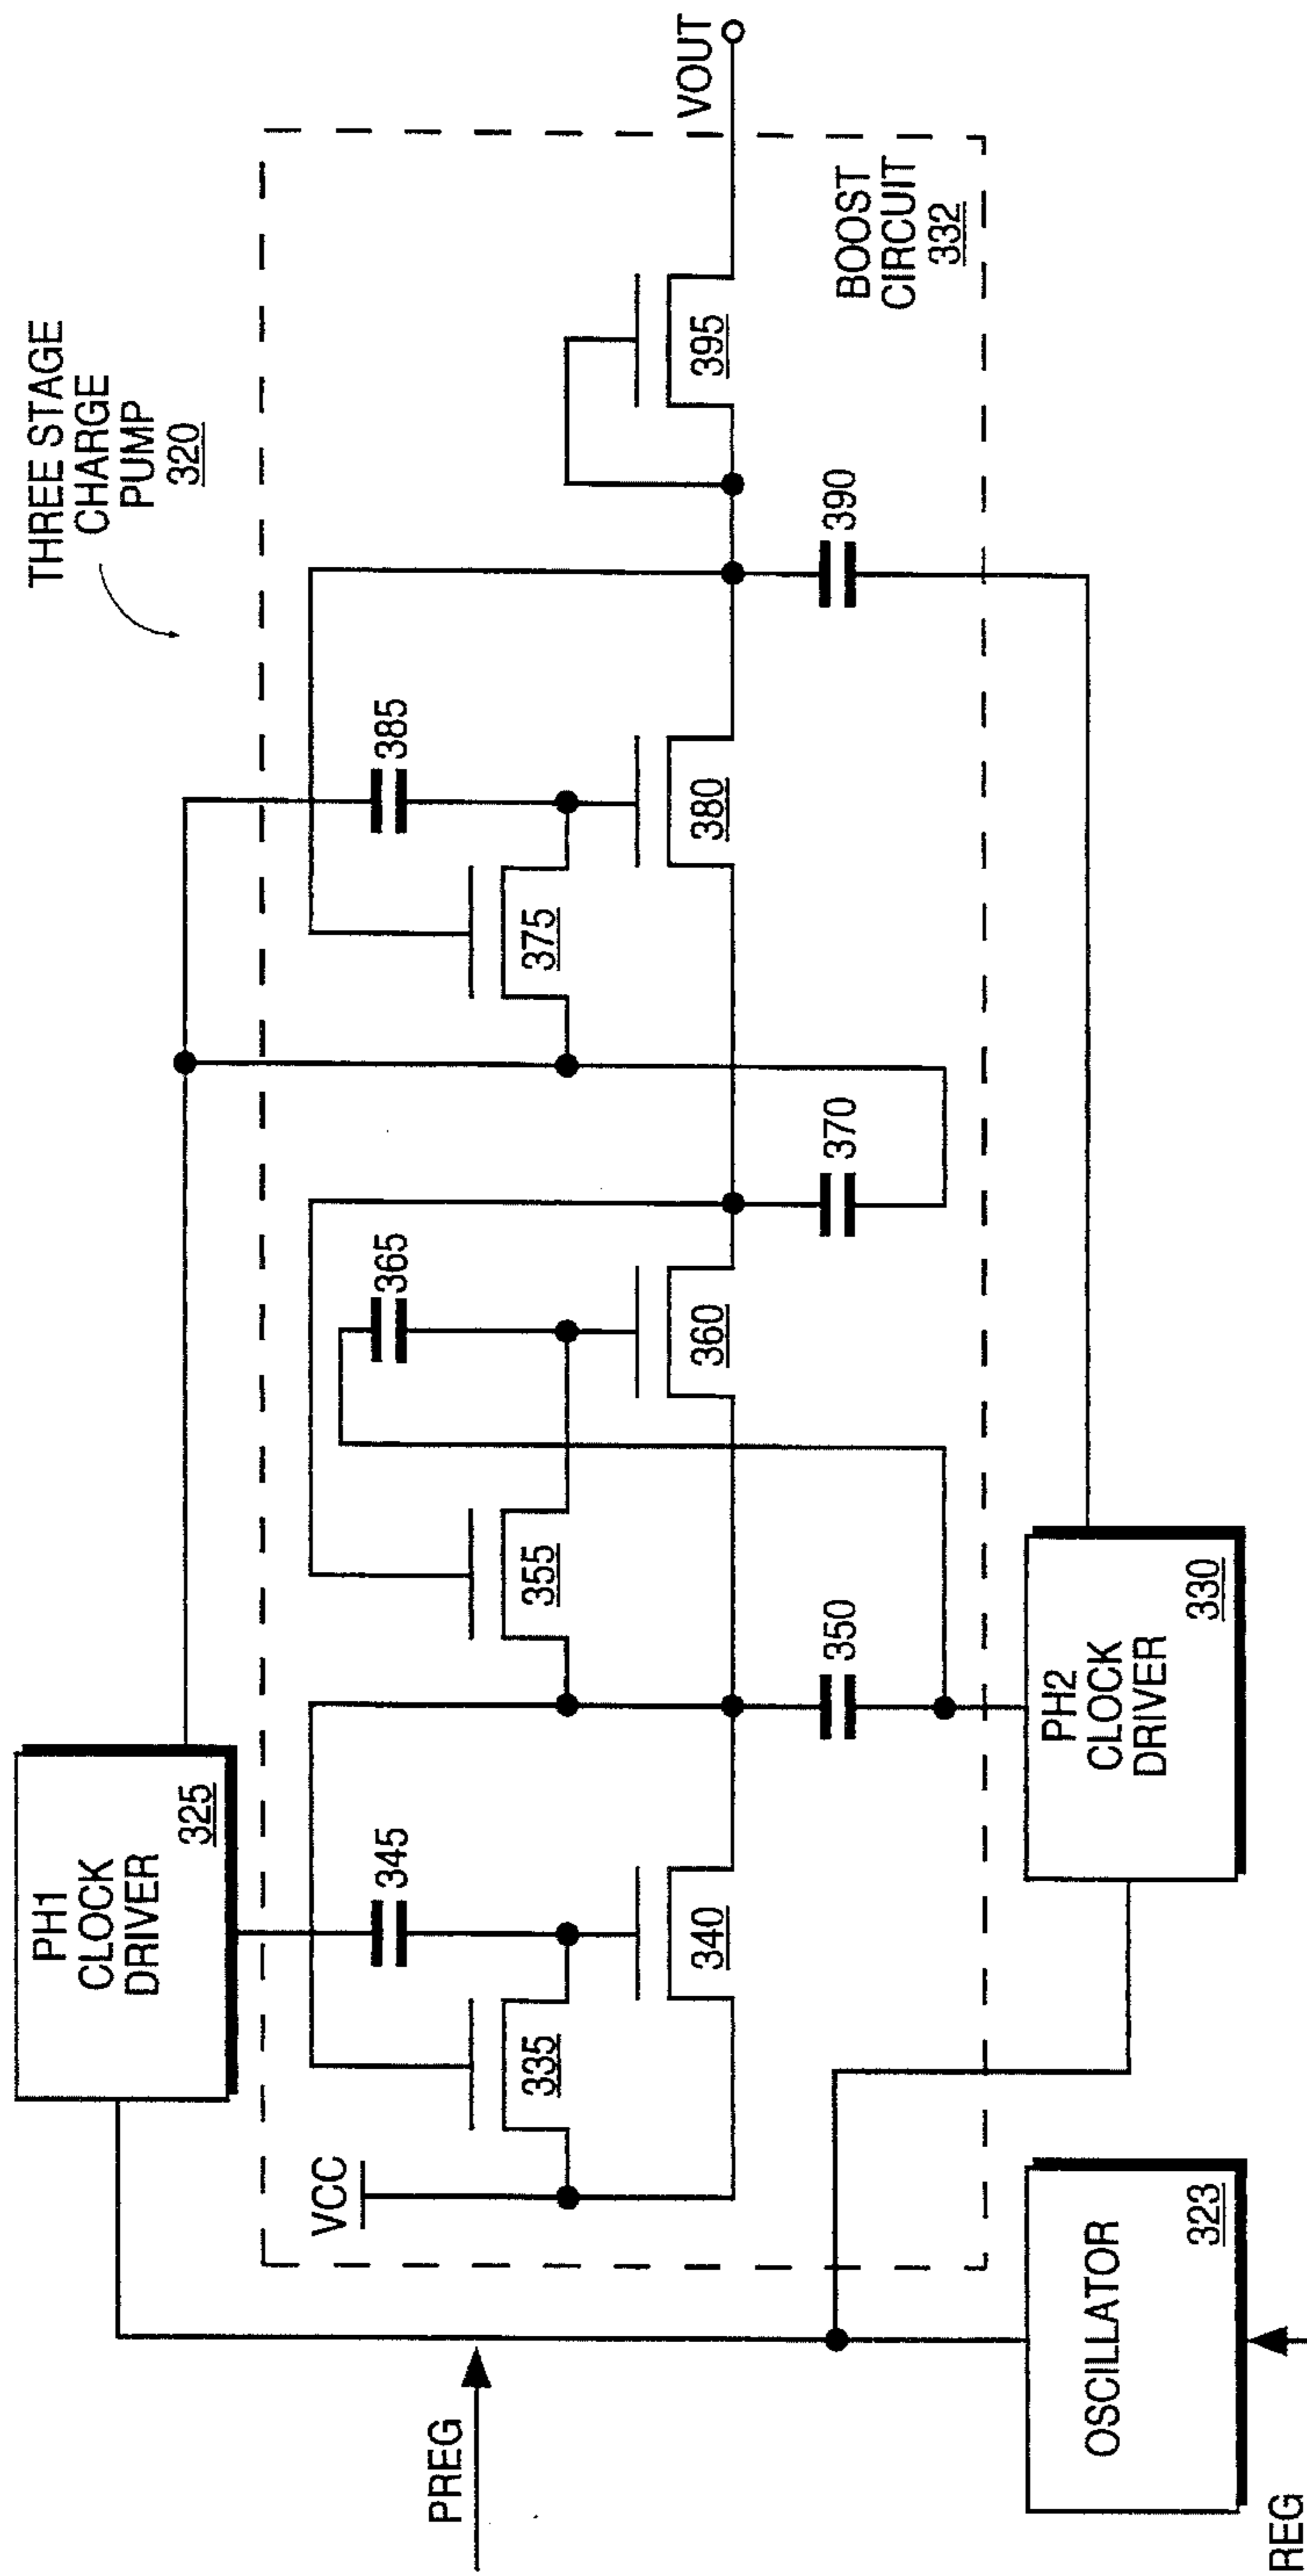 THREE STAGE
CHARGE
PUMP
320
PH1
CLOCK
DRIVER
325
VCC
335
345
340
350
355
365
360
370
375
385
380
390
395
VOUT
BOOST
CIRCUIT
332
PREG
OSCILLATOR
323
REG
PH2
CLOCK
DRIVER
330